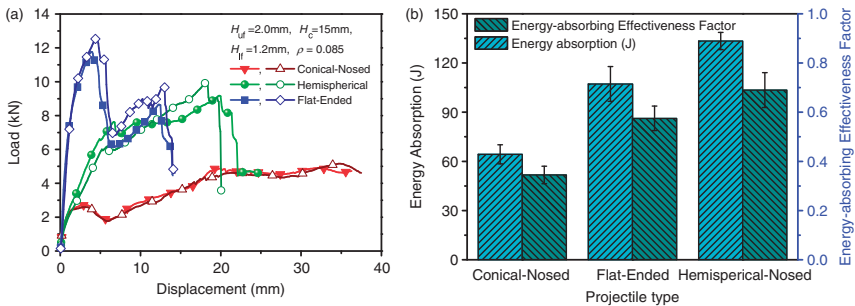 (a)
14
12
10
8
6
4
2
0
Load (kN)
0 10 20 30 40
Displacement (mm)
H_uf=2.0mm, H_c=15mm,
H_lf=1.2mm, ρ = 0.085
, Conical-Nosed
, Hemispherical
, Flat-Ended
(b)
150
120
90
60
30
0
Energy Absorption (J)
Energy-absorbing Effectiveness Factor
Energy absorption (J)
1.0
0.8
0.6
0.4
0.2
0.0
Energy-absorbing Effectiveness Factor
Conical-Nosed Flat-Ended Hemisperical-Nosed
Projectile type